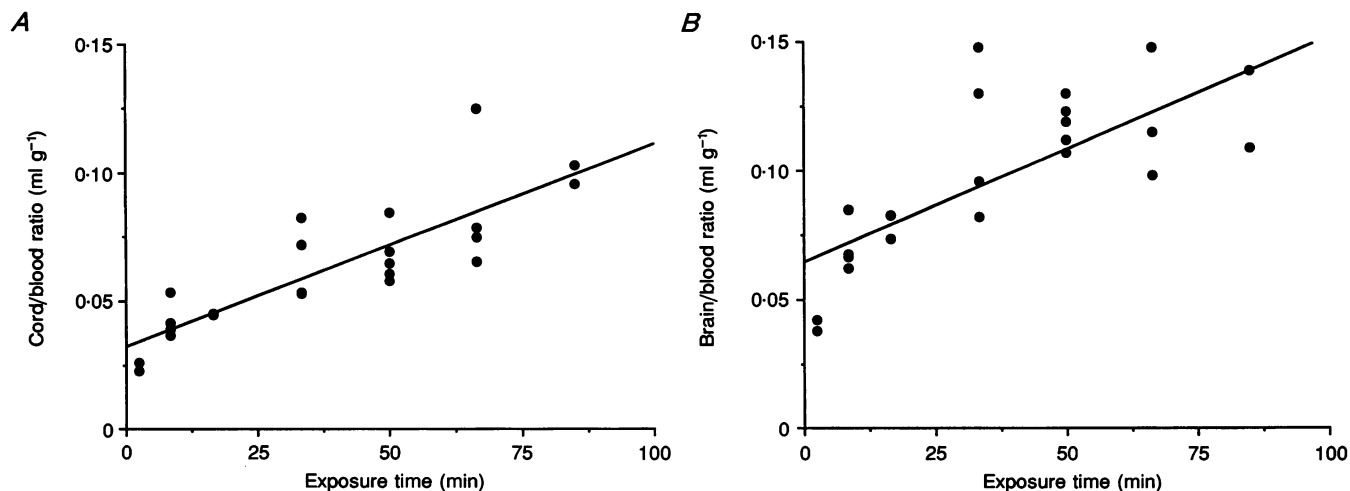 A
0·15
0·10
0·05
0
Cord/blood ratio (ml g⁻¹)
0 25 50 75 100
Exposure time (min)
B
0·15
0·10
0·05
0
Brain/blood ratio (ml g⁻¹)
0 25 50 75 100
Exposure time (min)